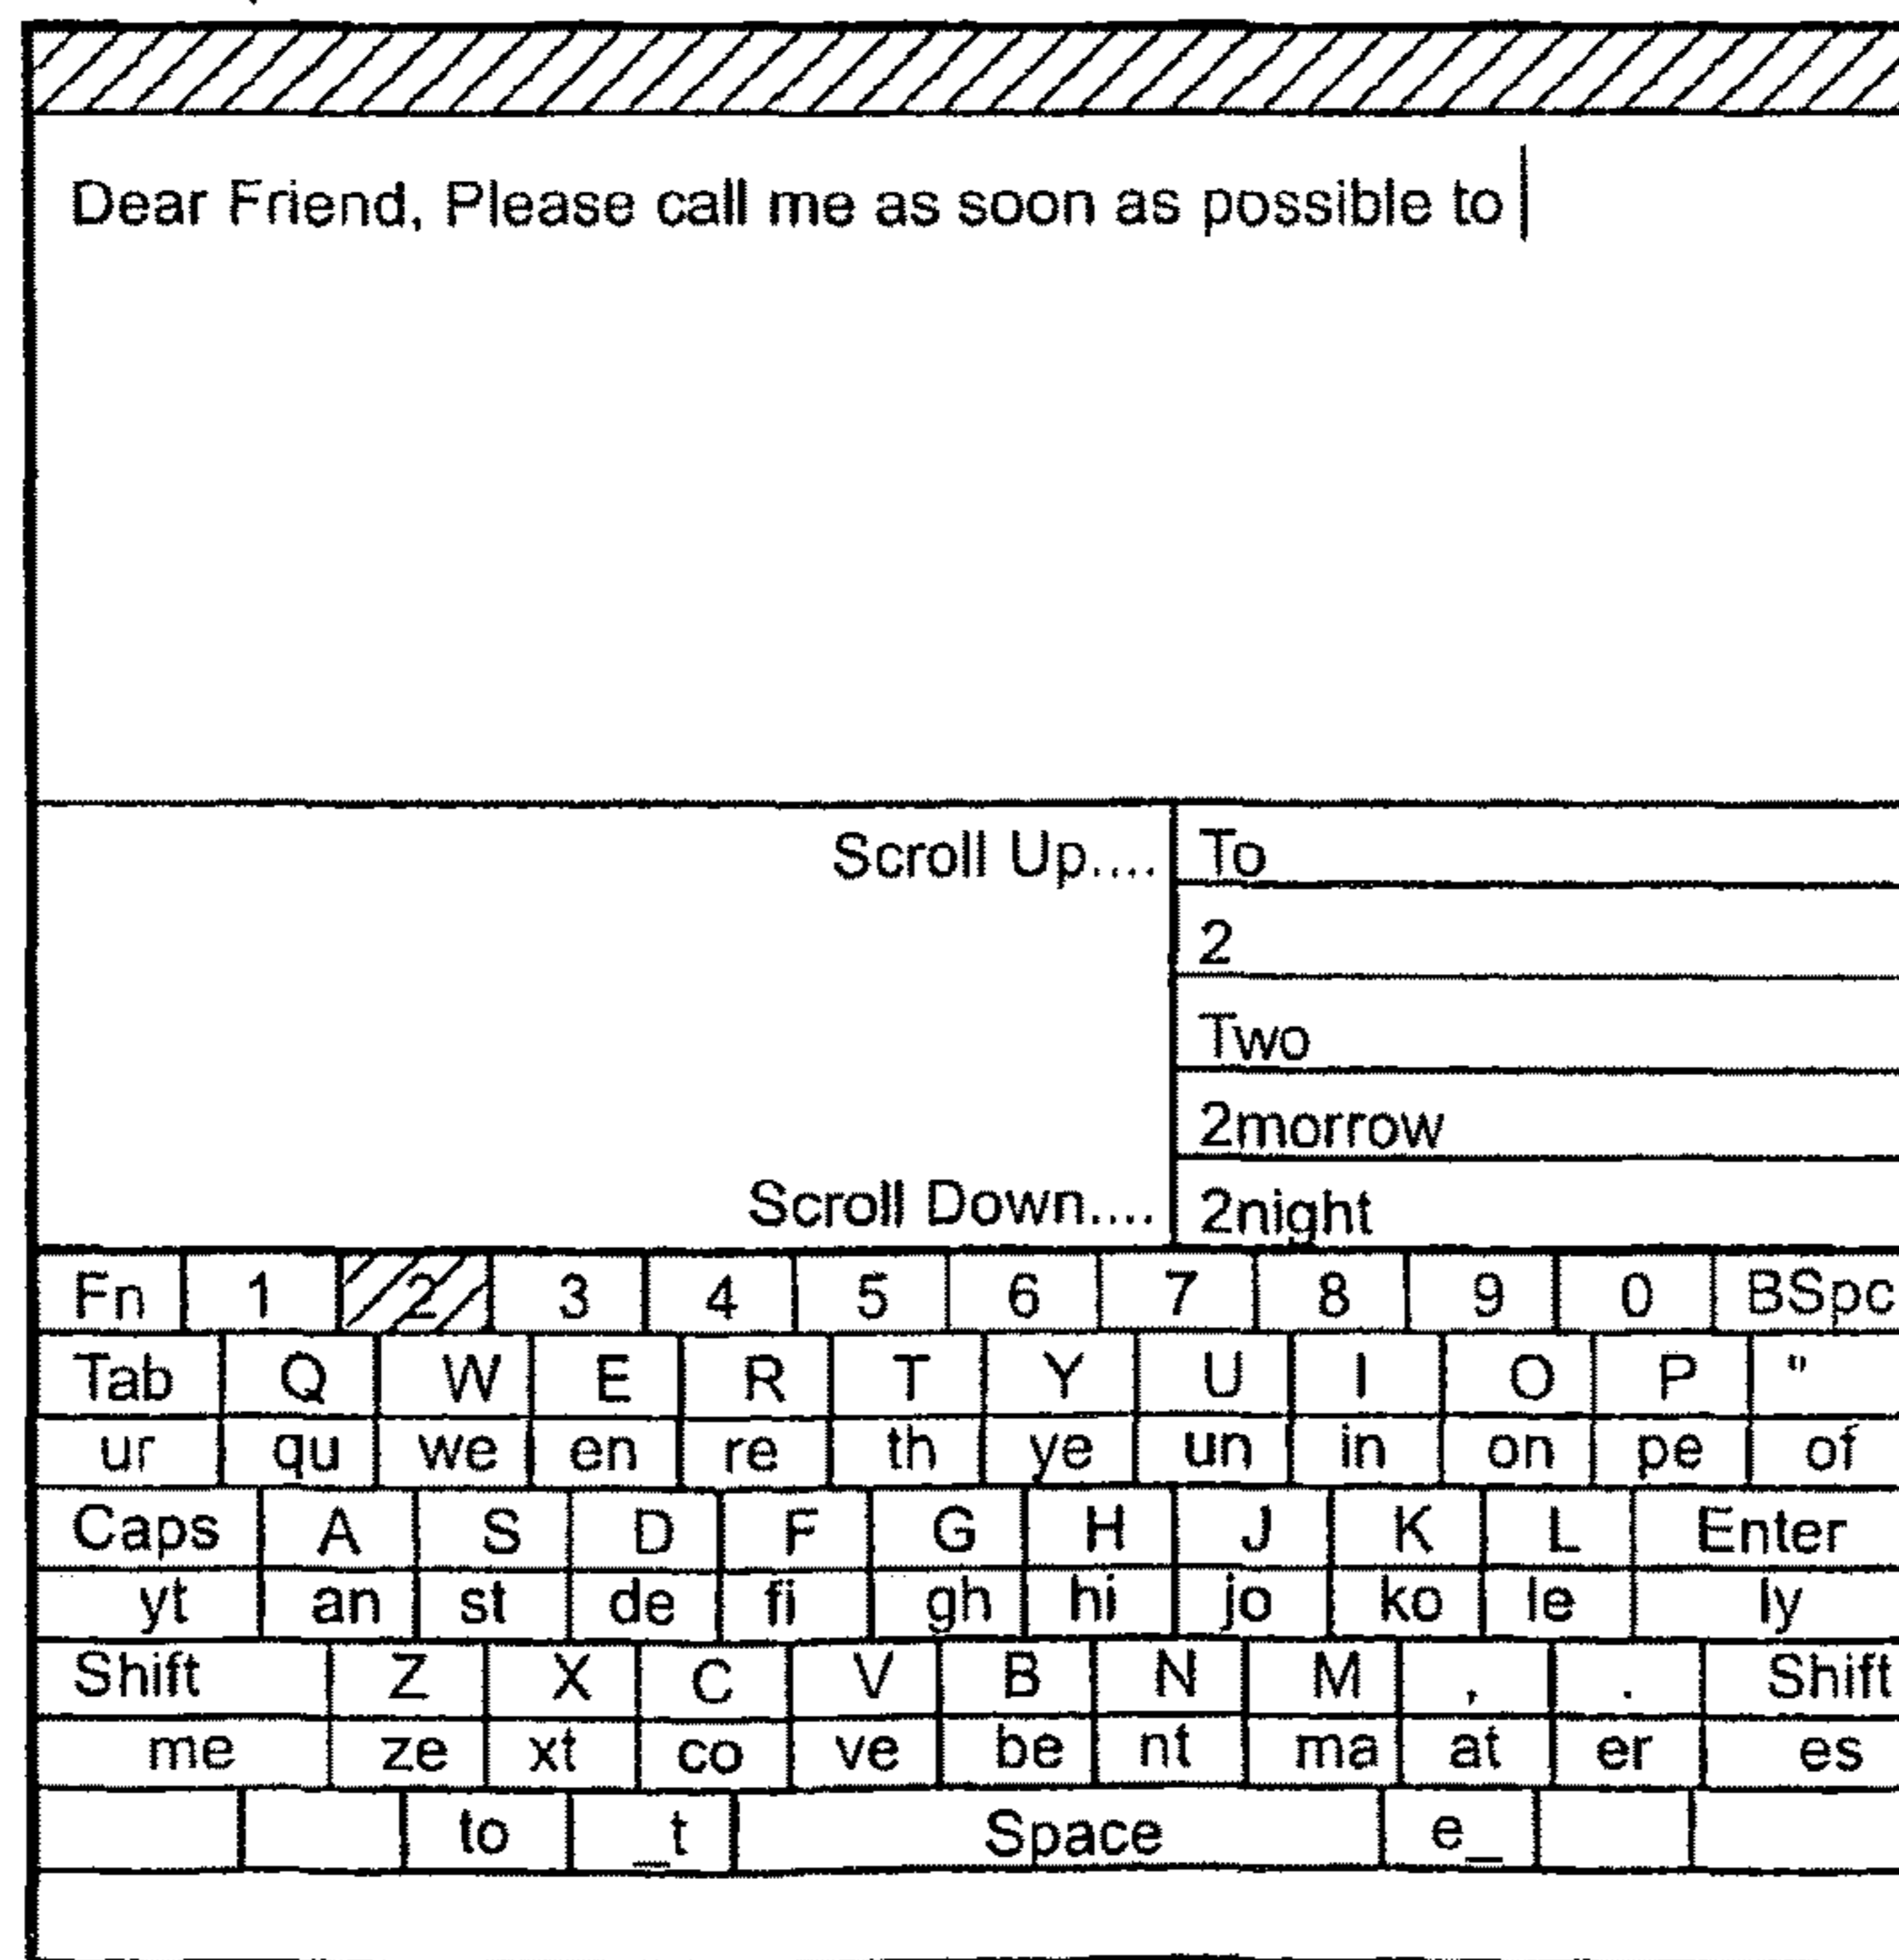 Dear Friend, Please call me as soon as possible to
Scroll Up.... To
2
Two
2morrow
Scroll Down.... 2night
Fn 1 2 3 4 5 6 7 8 9 0 BSpc
Tab Q W E R T Y U I O P "
ur qu we en re th ye un in on pe of
Caps A S D F G H J K L Enter
yt an st de fi gh hi jo ko le ly
Shift Z X C V B N M , . Shift
me ze xt co ve be nt ma at er es
to _t Space e_